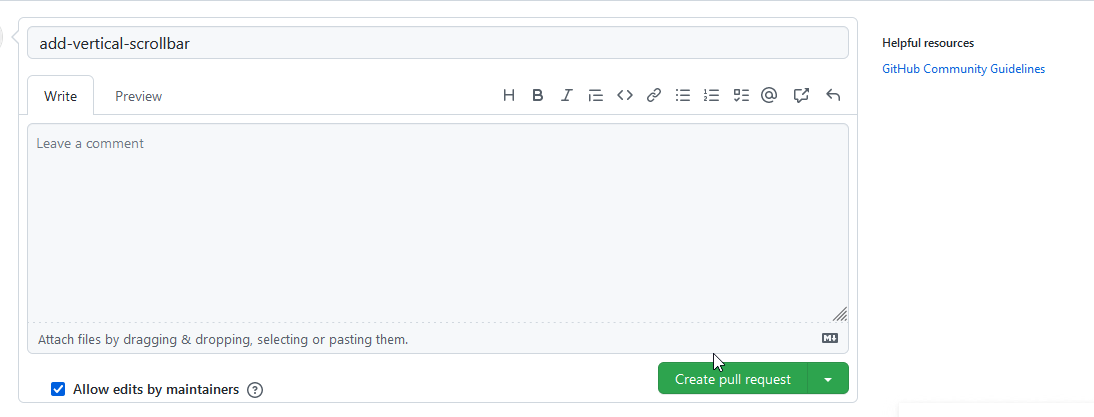 add-vertical-scrollbar
Helpful resources
GitHub Community Guidelines
Write
Preview
H B I
Leave a comment
Attach files by dragging & dropping, selecting or pasting them.
Allow edits by maintainers
Create pull request